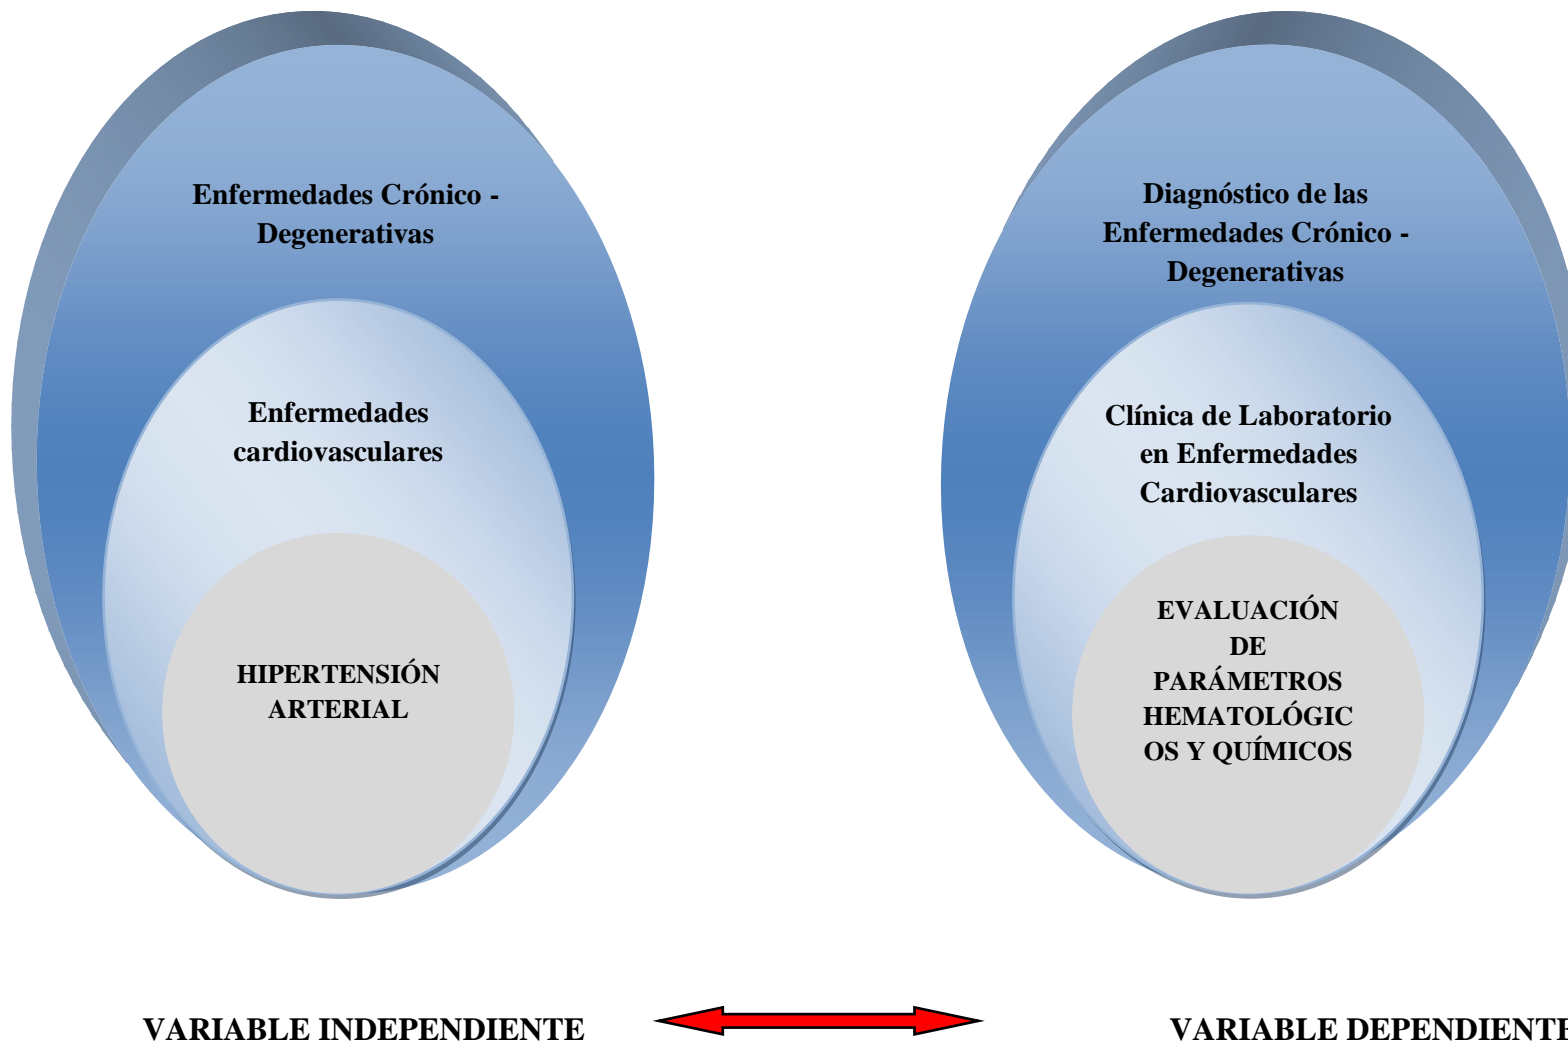 Enfermedades Crónico -
Degenerativas
Enfermedades
cardiovasculares
HIPERTENSIÓN
ARTERIAL
Diagnóstico de las
Enfermedades Crónico -
Degenerativas
Clínica de Laboratorio
en Enfermedades
Cardiovasculares
EVALUACIÓN
DE
PARÁMETROS
HEMATOLÓGIC
OS Y QUÍMICOS
VARIABLE INDEPENDIENTE
VARIABLE DEPENDIENTE